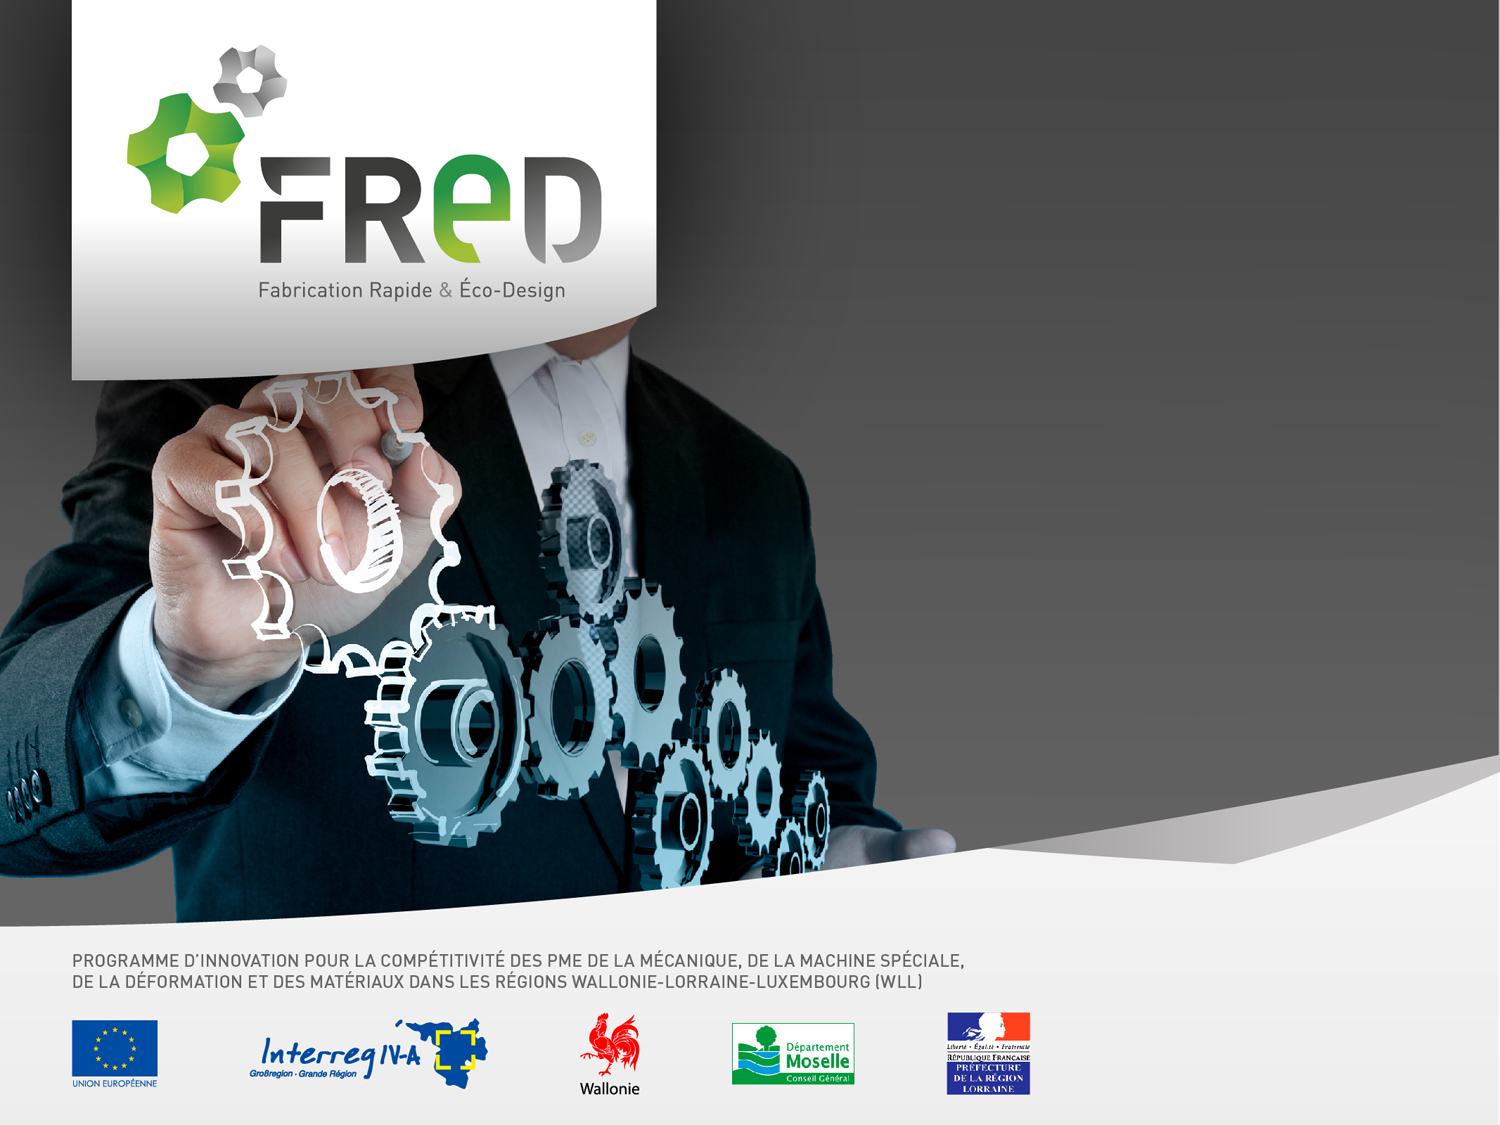 FReD
Fabrication Rapide & Éco-Design
PROGRAMME D'INNOVATION POUR LA COMPÉTITIVITÉ DES PME DE LA MÉCANIQUE, DE LA MACHINE SPÉCIALE,
DE LA DÉFORMATION ET DES MATÉRIAUX DANS LES RÉGIONS WALLONIE-LORRAINE-LUXEMBOURG (WLL)
UNION EUROPÉENNE
Interreg IV-A
Großregion · Grande Région
Wallonie
Département
Moselle
Conseil Général
Liberté • Égalité • Fraternité
RÉPUBLIQUE FRANÇAISE
PRÉFECTURE
DE LA RÉGION
LORRAINE